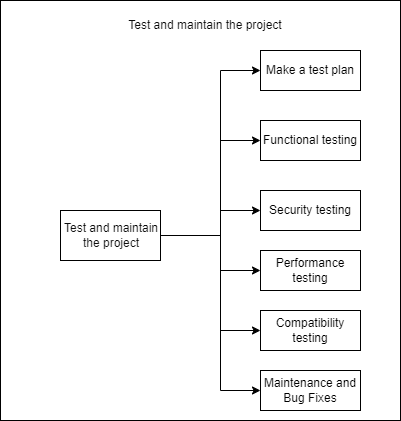 Test and maintain the project
Make a test plan
Functional testing
Security testing
Test and maintain
the project
Performance
testing
Compatibility
testing
Maintenance and
Bug Fixes